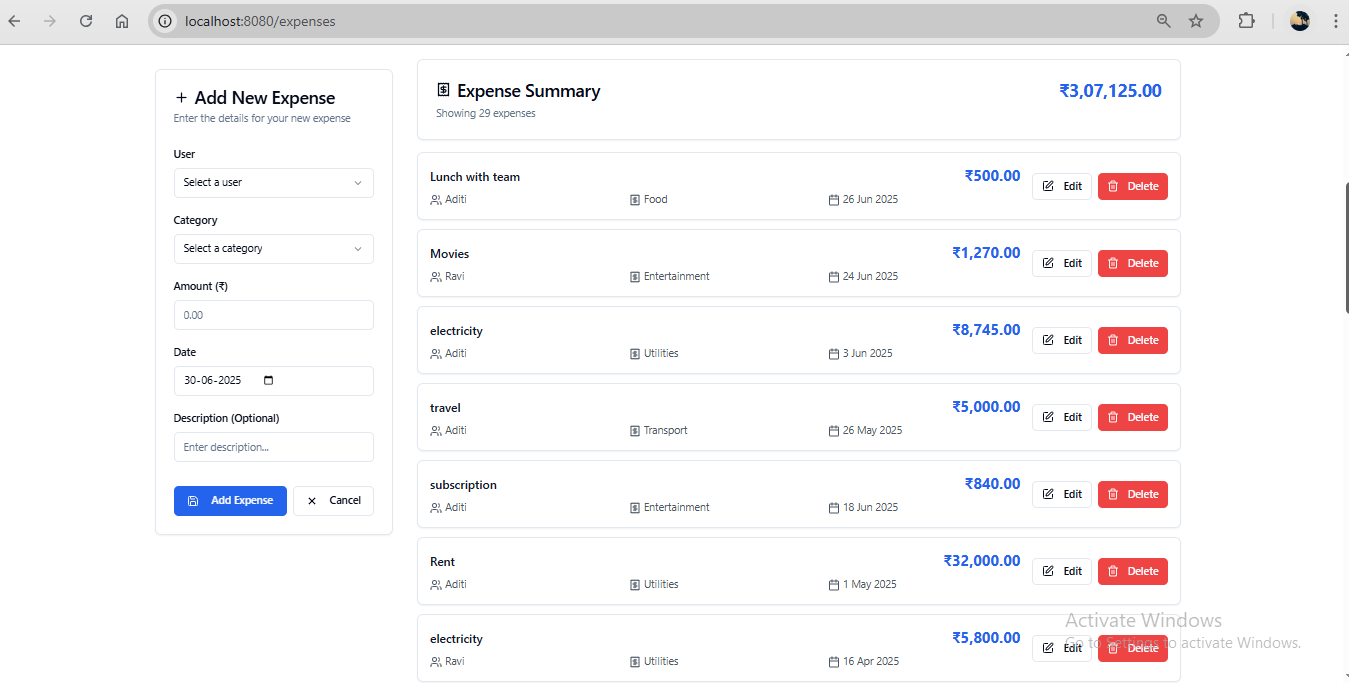 localhost:8080/expenses
Add New Expense
Enter the details for your new expense
User
Select a user
Category
Select a category
Amount (₹)
0.00
Date
30-06-2025
Description (Optional)
Enter description...
Add Expense
Cancel
Expense Summary
₹3,07,125.00
Showing 29 expenses
Lunch with team
₹500.00
Edit
Delete
Aditi
Food
26 Jun 2025
Movies
₹1,270.00
Edit
Delete
Ravi
Entertainment
24 Jun 2025
electricity
₹8,745.00
Edit
Delete
Aditi
Utilities
3 Jun 2025
travel
₹5,000.00
Edit
Delete
Aditi
Transport
26 May 2025
subscription
₹840.00
Edit
Delete
Aditi
Entertainment
18 Jun 2025
Rent
₹32,000.00
Edit
Delete
Aditi
Utilities
1 May 2025
electricity
₹5,800.00
Edit
Delete
Ravi
Utilities
16 Apr 2025
Activate Windows
Go to Settings to activate Windows.